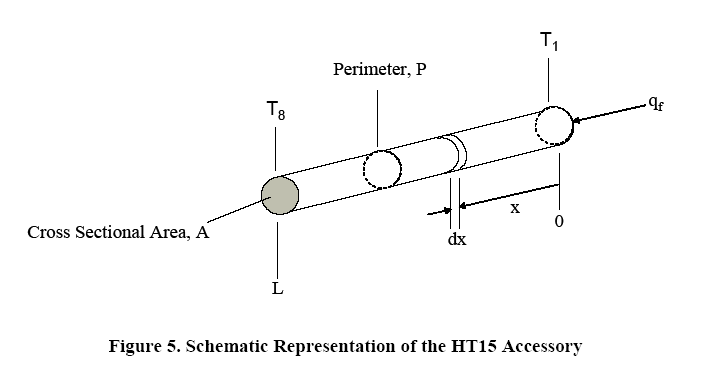 T1
Perimeter, P
qf
T8
x
0
Cross Sectional Area, A
dx
L
Figure 5. Schematic Representation of the HT15 Accessory